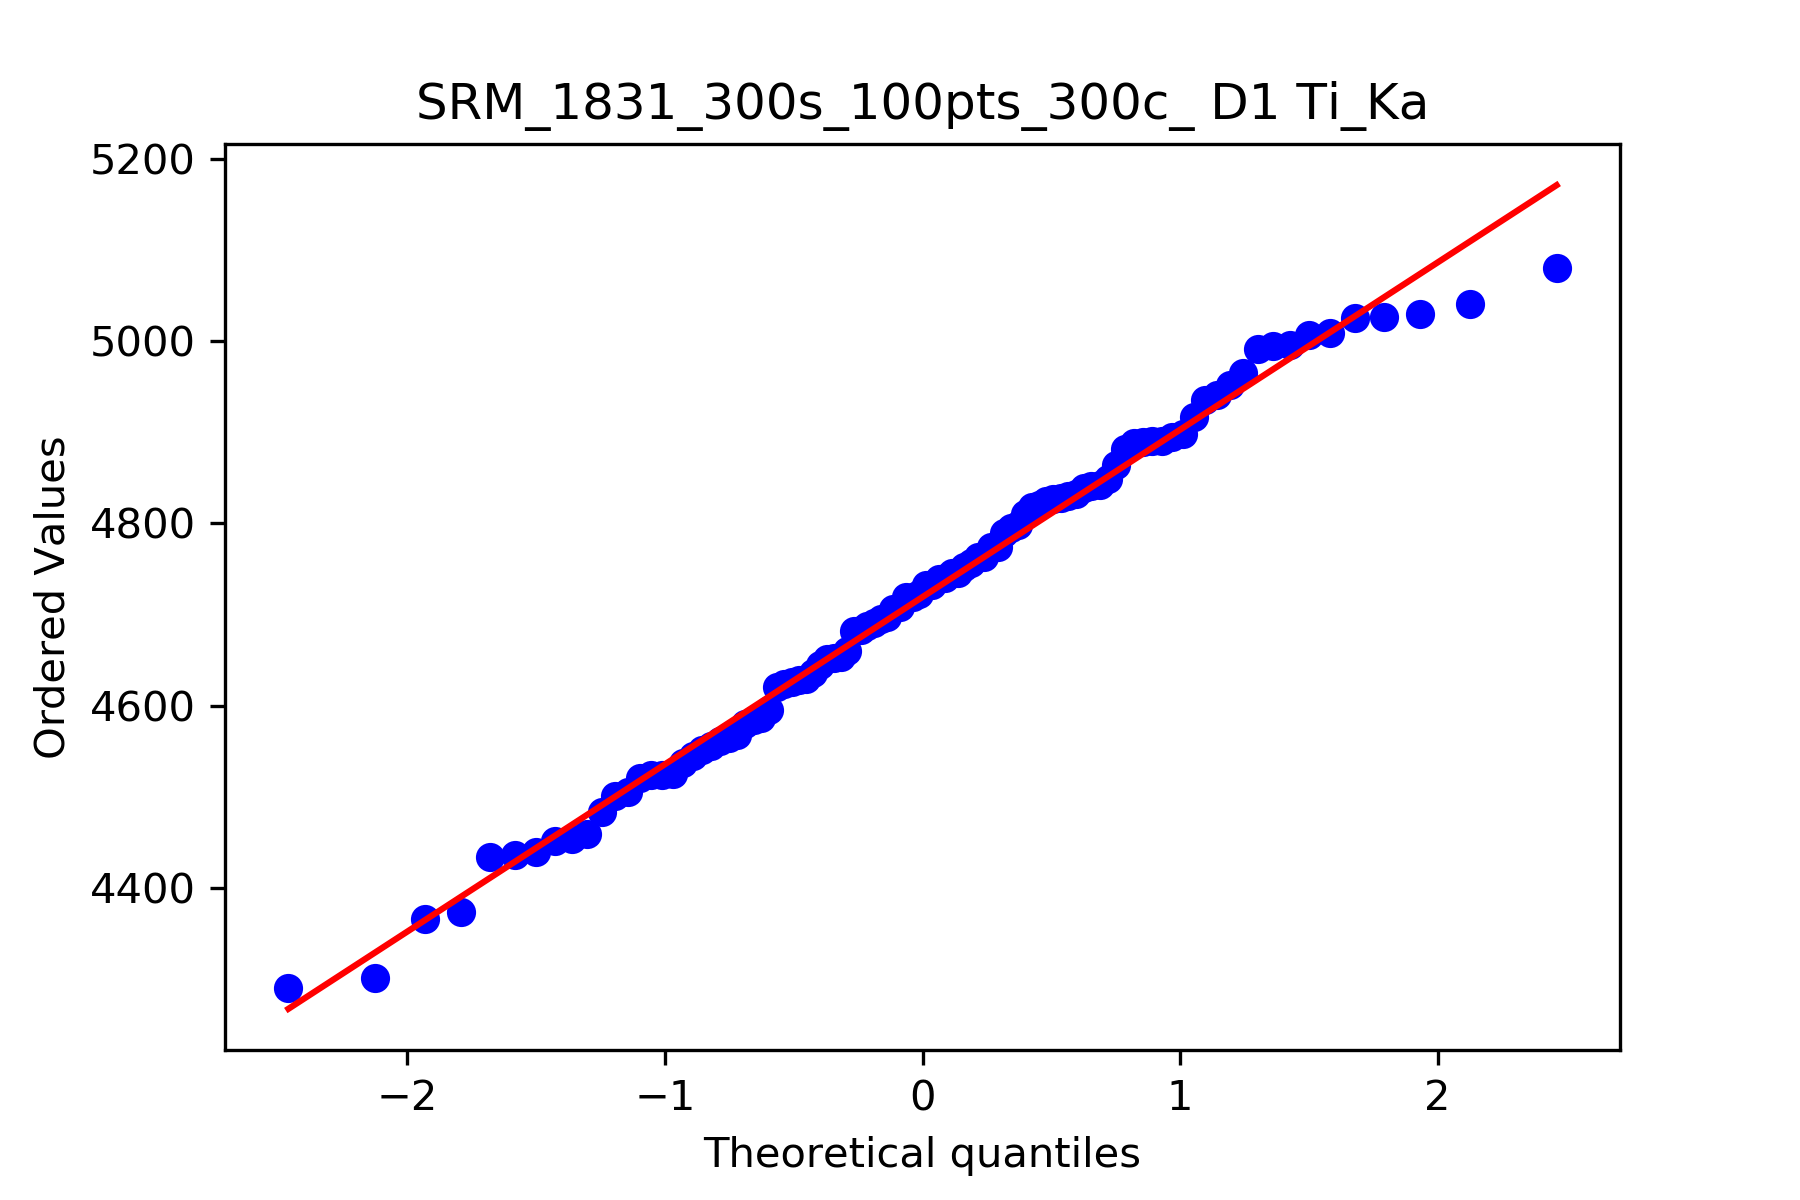 SRM_1831_300s_100pts_300c_ D1 Ti_Ka
5200
5000
4800
4600
4400
Ordered Values
−2 −1 0 1 2
Theoretical quantiles